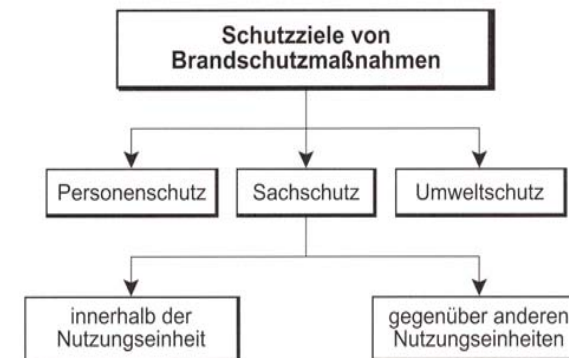 Schutzziele von
Brandschutzmaßnahmen
Personenschutz
Sachschutz
Umweltschutz
innerhalb der
Nutzungseinheit
gegenüber anderen
Nutzungseinheiten